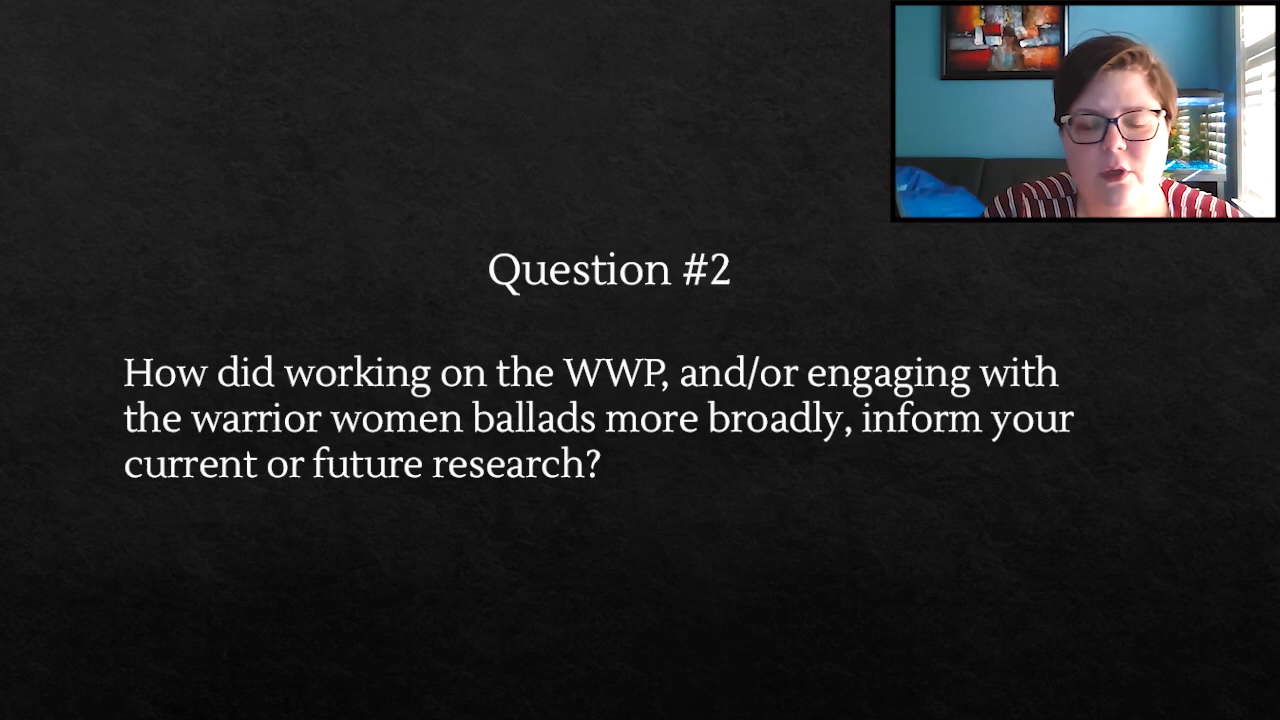 Question #2
How did working on the WWP, and/or engaging with
the warrior women ballads more broadly, inform your
current or future research?